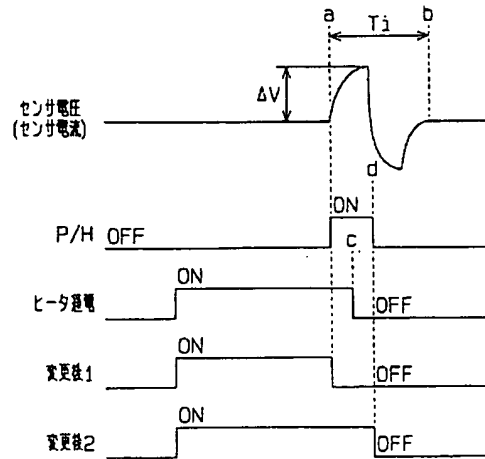 a Ti b
ΔV
センサ電圧
(センサ電流)
d
ON
P/H OFF
c
ON
ヒータ通電 OFF
ON
変更後1 OFF
ON
変更後2 OFF